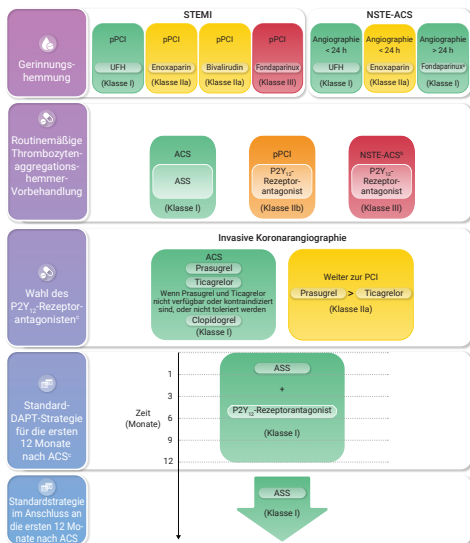 STEMI
NSTE-ACS
Gerinnungs-
hemmung
pPCI
UFH
(Klasse I)
pPCI
Enoxaparin
(Klasse IIa)
pPCI
Bivalirudin
(Klasse IIa)
pPCI
Fondaparinux
(Klasse III)
Angiographie
< 24 h
UFH
(Klasse I)
Angiographie
< 24 h
Enoxaparin
(Klasse IIa)
Angiographie
> 24 h
Fondaparinuxᵃ
(Klasse I)
Routinemäßige
Thrombozyten-
aggregations-
hemmer-
Vorbehandlung
ACS
ASS
(Klasse I)
pPCI
P2Y₁₂-
Rezeptor-
antagonist
(Klasse IIb)
NSTE-ACSᵇ
P2Y₁₂-
Rezeptor-
antagonist
(Klasse III)
Invasive Koronarangiographie
Wahl des
P2Y₁₂-Rezeptor-
antagonistenᶜ
ACS
Prasugrel
Ticagrelor
Wenn Prasugrel und Ticagrelor
nicht verfügbar oder kontraindiziert
sind, oder nicht toleriert werden
Clopidogrel
(Klasse I)
Weiter zur PCI
Prasugrel > Ticagrelor
(Klasse IIa)
Standard-
DAPT-Strategie
für die ersten
12 Monate
nach ACSᵈ
Zeit
(Monate)
1
3
6
9
12
ASS
+
P2Y₁₂-Rezeptorantagonist
(Klasse I)
Standardstrategie
im Anschluss an
die ersten 12 Mo-
nate nach ACS
ASS
(Klasse I)